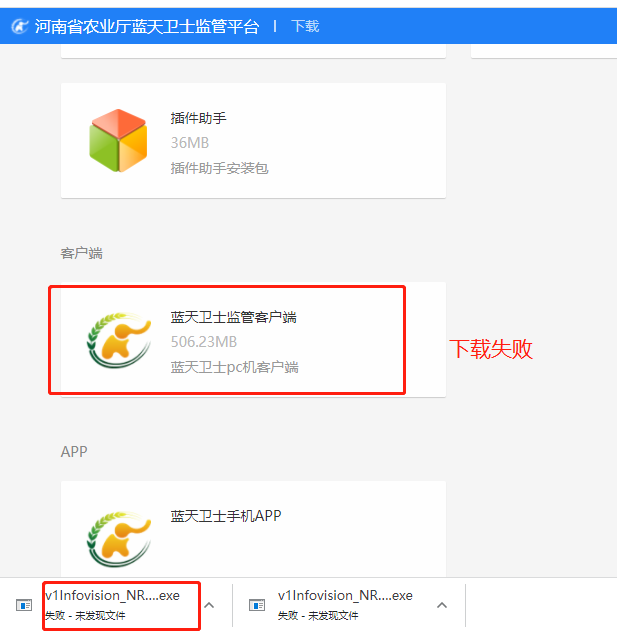 河南省农业厅蓝天卫士监管平台 | 下载
插件助手
36MB
插件助手安装包
客户端
蓝天卫士监管客户端
506.23MB
蓝天卫士pc机客户端
下载失败
APP
蓝天卫士手机APP
v1Infovision_NR....exe
失败 - 未发现文件
v1Infovision_NR....exe
失败 - 未发现文件